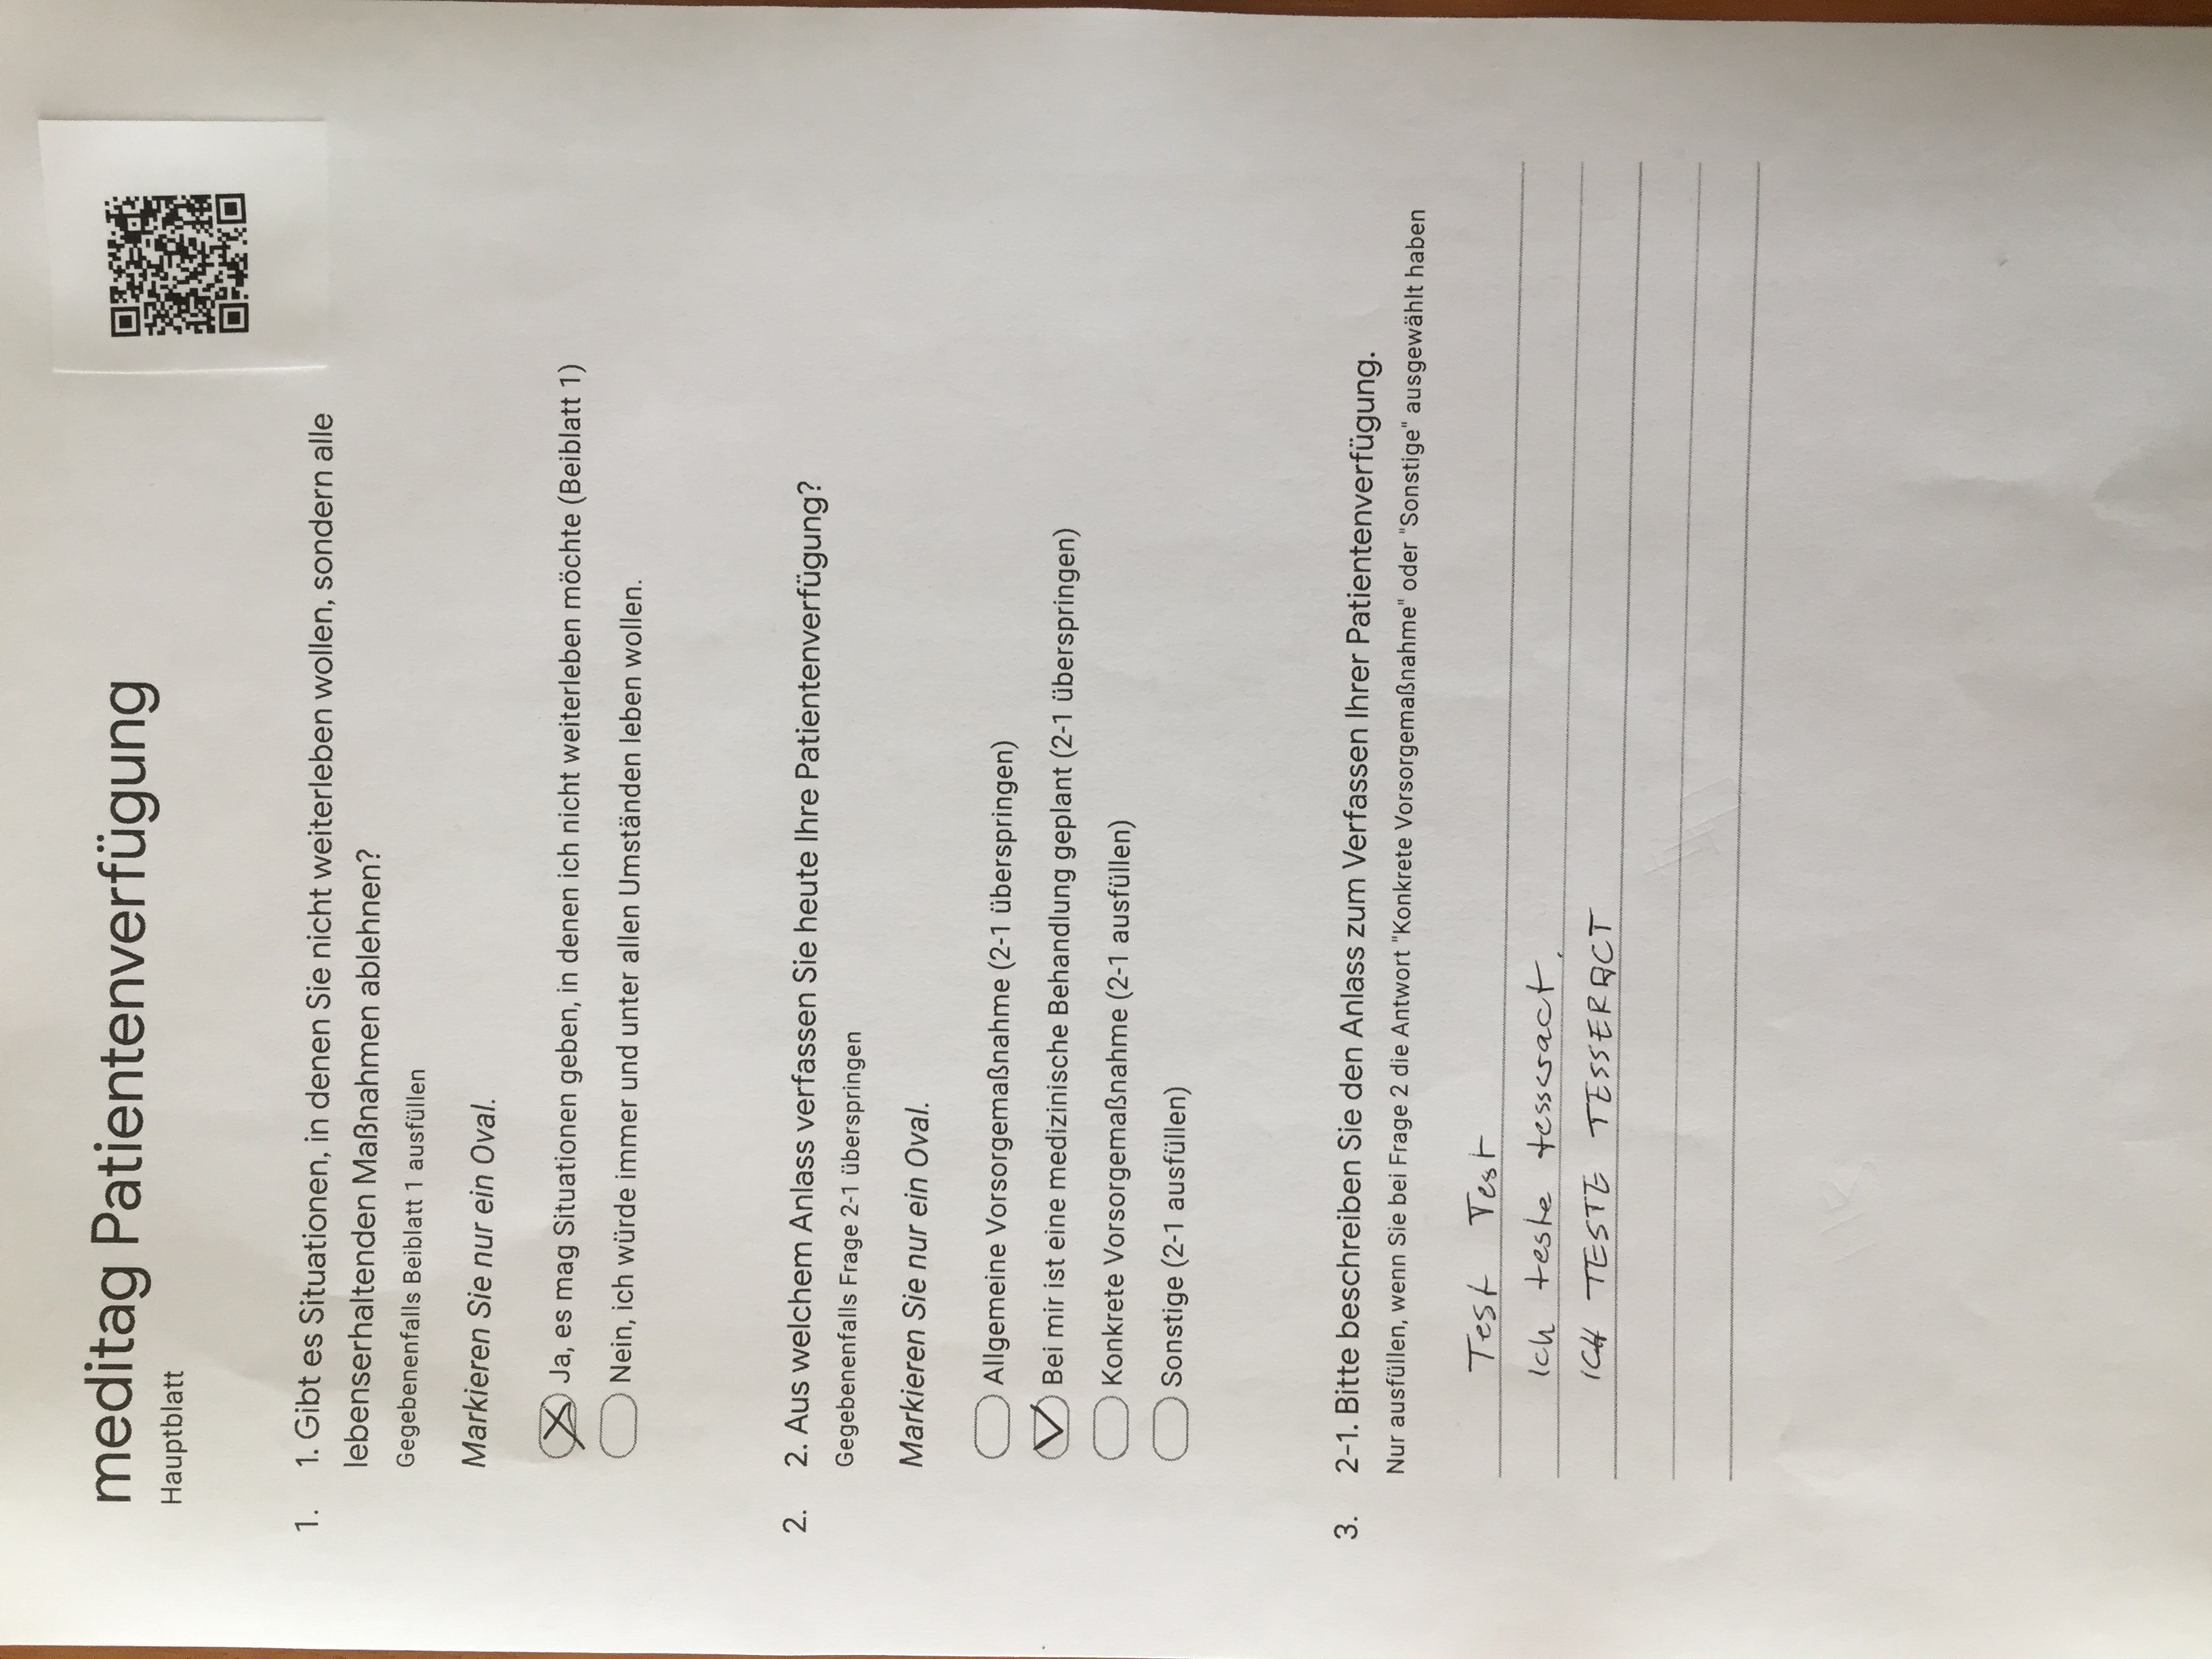 meditag Patientenverfügung
Hauptblatt
1. 1. Gibt es Situationen, in denen Sie nicht weiterleben wollen, sondern alle
lebenserhaltenden Maßnahmen ablehnen?
Gegebenenfalls Beiblatt 1 ausfüllen
Markieren Sie nur ein Oval.
Ja, es mag Situationen geben, in denen ich nicht weiterleben möchte (Beiblatt 1)
Nein, ich würde immer und unter allen Umständen leben wollen.
2. 2. Aus welchem Anlass verfassen Sie heute Ihre Patientenverfügung?
Gegebenenfalls Frage 2-1 überspringen
Markieren Sie nur ein Oval.
Allgemeine Vorsorgemaßnahme (2-1 überspringen)
Bei mir ist eine medizinische Behandlung geplant (2-1 überspringen)
Konkrete Vorsorgemaßnahme (2-1 ausfüllen)
Sonstige (2-1 ausfüllen)
3. 2-1. Bitte beschreiben Sie den Anlass zum Verfassen Ihrer Patientenverfügung.
Nur ausfüllen, wenn Sie bei Frage 2 die Antwort "Konkrete Vorsorgemaßnahme" oder "Sonstige" ausgewählt haben
Test Test
Ich teste tesseract.
ICH TESTE TESSERACT